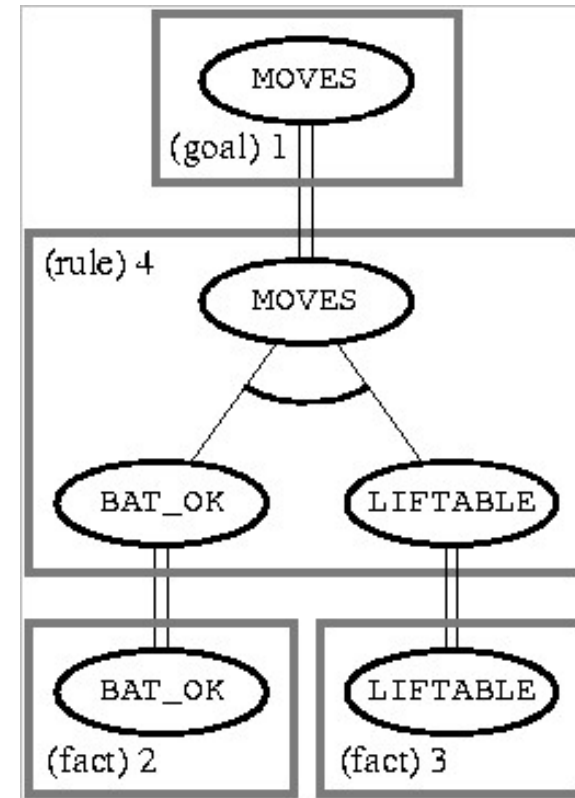 MOVES
(goal) 1
(rule) 4
MOVES
BAT_OK
LIFTABLE
BAT_OK
LIFTABLE
(fact) 2
(fact) 3